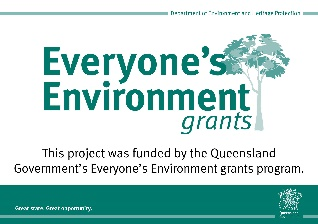 Department of Environment and Heritage Protection
Everyone's
Environment
grants
This project was funded by the Queensland
Government's Everyone's Environment grants program.
Great state. Great opportunity.
Queensland